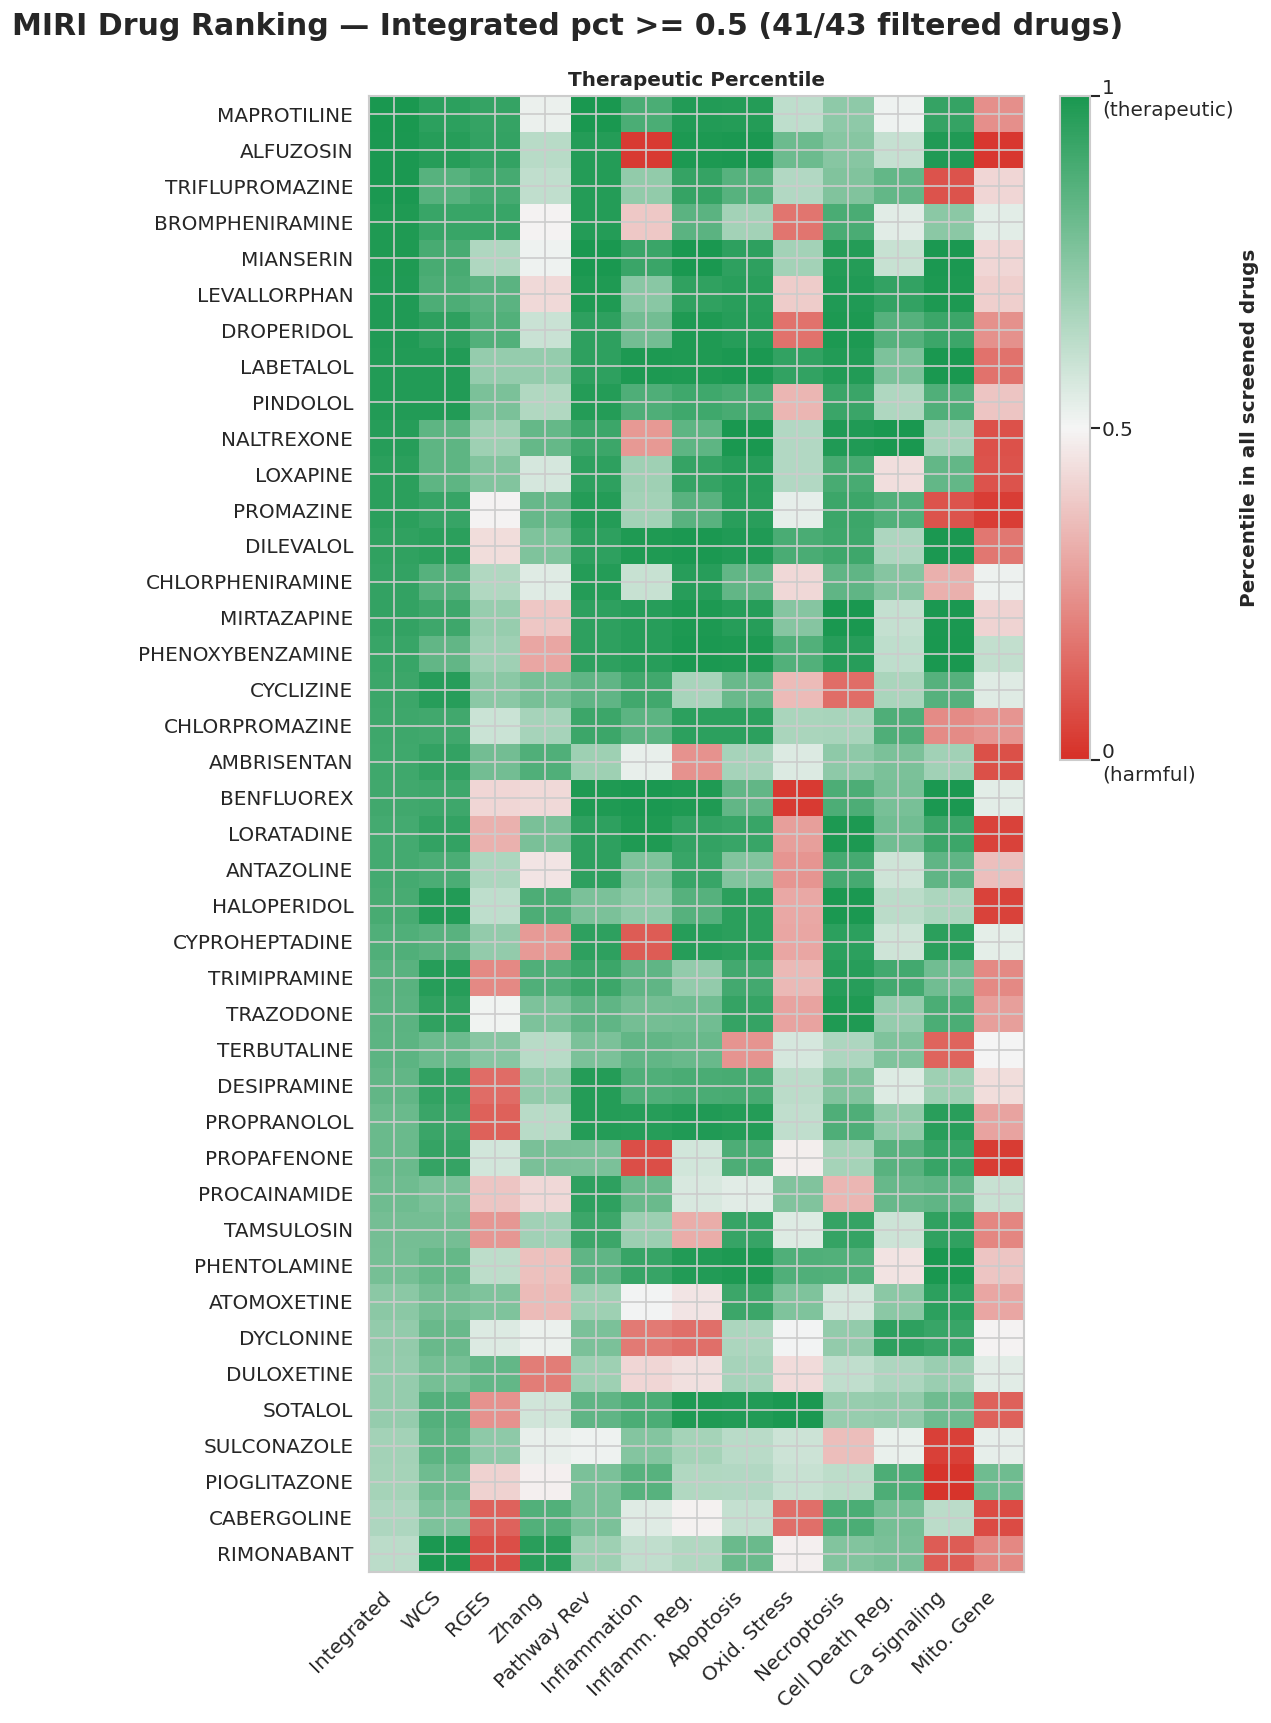 MIRI Drug Ranking — Integrated pct >= 0.5 (41/43 filtered drugs)
Therapeutic Percentile
MAPROTILINE
ALFUZOSIN
TRIFLUPROMAZINE
BROMPHENIRAMINE
MIANSERIN
LEVALLORPHAN
DROPERIDOL
LABETALOL
PINDOLOL
NALTREXONE
LOXAPINE
PROMAZINE
DILEVALOL
CHLORPHENIRAMINE
MIRTAZAPINE
PHENOXYBENZAMINE
CYCLIZINE
CHLORPROMAZINE
AMBRISENTAN
BENFLUOREX
LORATADINE
ANTAZOLINE
HALOPERIDOL
CYPROHEPTADINE
TRIMIPRAMINE
TRAZODONE
TERBUTALINE
DESIPRAMINE
PROPRANOLOL
PROPAFENONE
PROCAINAMIDE
TAMSULOSIN
PHENTOLAMINE
ATOMOXETINE
DYCLONINE
DULOXETINE
SOTALOL
SULCONAZOLE
PIOGLITAZONE
CABERGOLINE
RIMONABANT
Integrated
WCS
RGES
Zhang
Pathway Rev
Inflammation
Inflamm. Reg.
Apoptosis
Oxid. Stress
Necroptosis
Cell Death Reg.
Ca Signaling
Mito. Gene
1
(therapeutic)
0.5
0
(harmful)
Percentile in all screened drugs